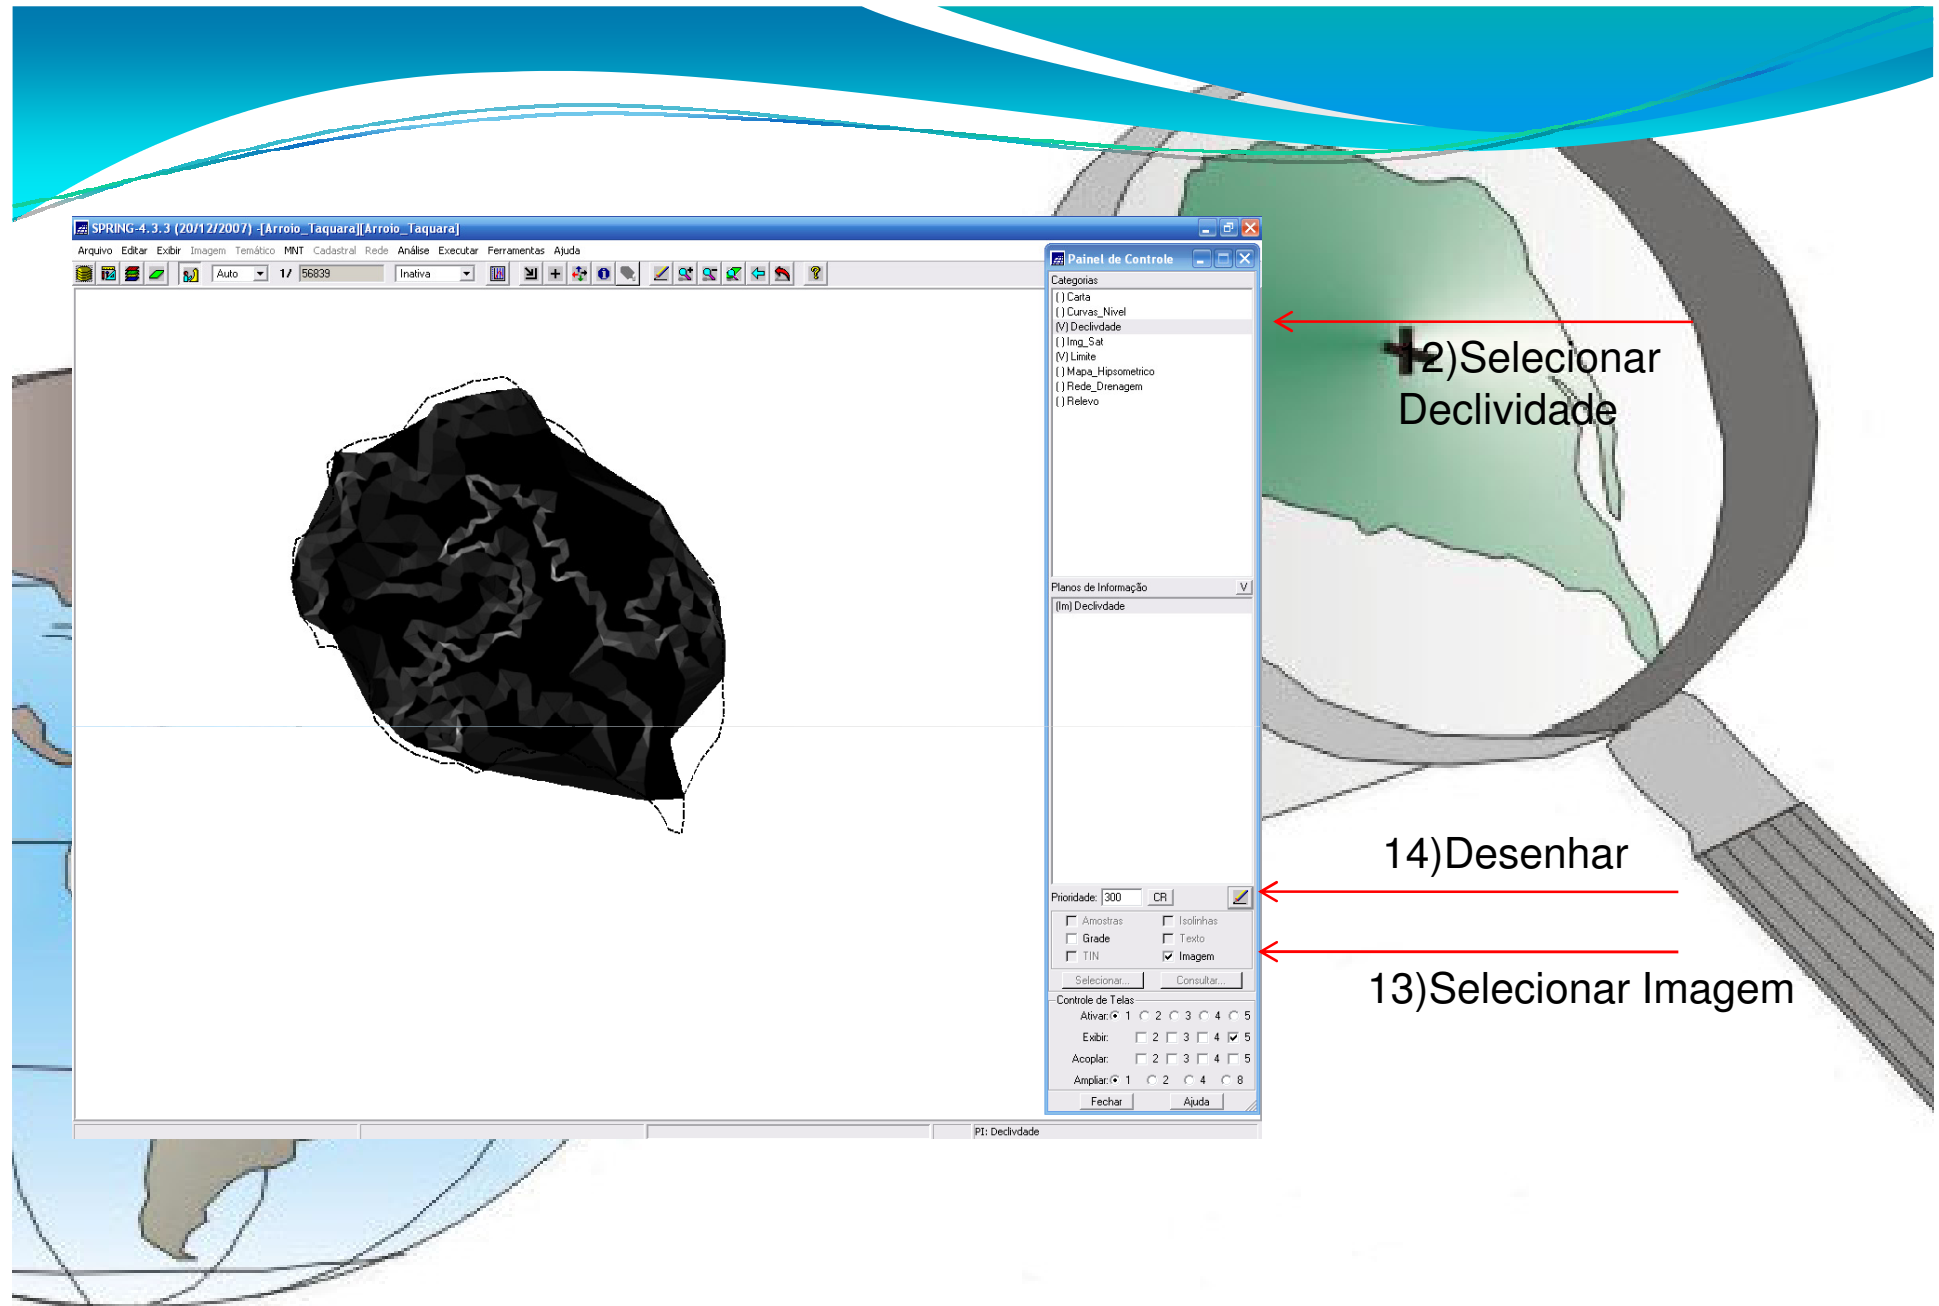 SPRING-4.3.3 (20/12/2007) -[Arroio_Taquara][Arroio_Taquara]
Arquivo Editar Exibir Imagem Temático MNT Cadastral Rede Análise Executar Ferramentas Ajuda
Auto 1/ 56839 Inativa
Painel de Controle
Categorias
( ) Carta
( ) Curvas_Nivel
(V) Declivdade
( ) Img_Sat
(V) Limite
( ) Mapa_Hipsometrico
( ) Rede_Drenagem
( ) Relevo
Planos de Informação V
(Im) Declivdade
Prioridade: 300 CR
Amostras Isolinhas
Grade Texto
TIN Imagem
Selecionar... Consultar...
Controle de Telas
Ativar: 1 2 3 4 5
Exibir: 2 3 4 5
Acoplar: 2 3 4 5
Ampliar: 1 2 4 8
Fechar Ajuda
PI: Declivdade
12)Selecionar
Declividade
14)Desenhar
13)Selecionar Imagem